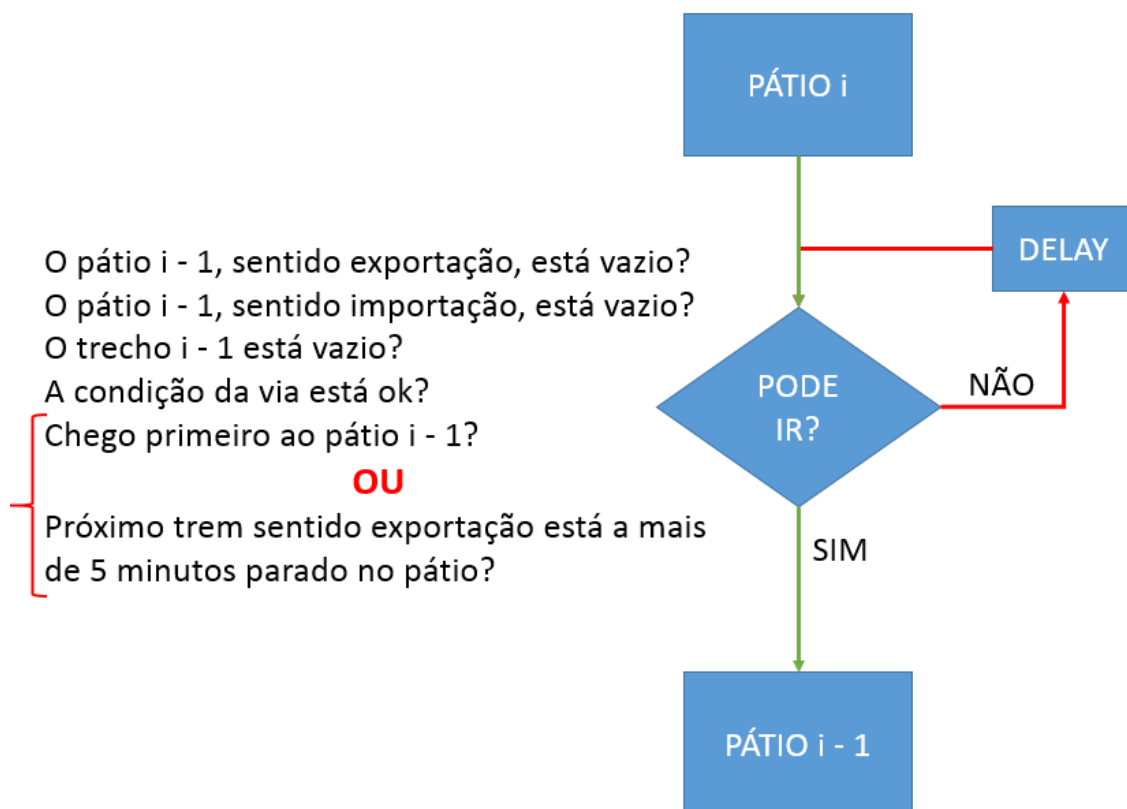 PÁTIO i
DELAY
O pátio i - 1, sentido exportação, está vazio?
O pátio i - 1, sentido importação, está vazio?
O trecho i - 1 está vazio?
A condição da via está ok?
Chego primeiro ao pátio i - 1?
OU
Próximo trem sentido exportação está a mais
de 5 minutos parado no pátio?
PODE
IR?
NÃO
SIM
PÁTIO i - 1